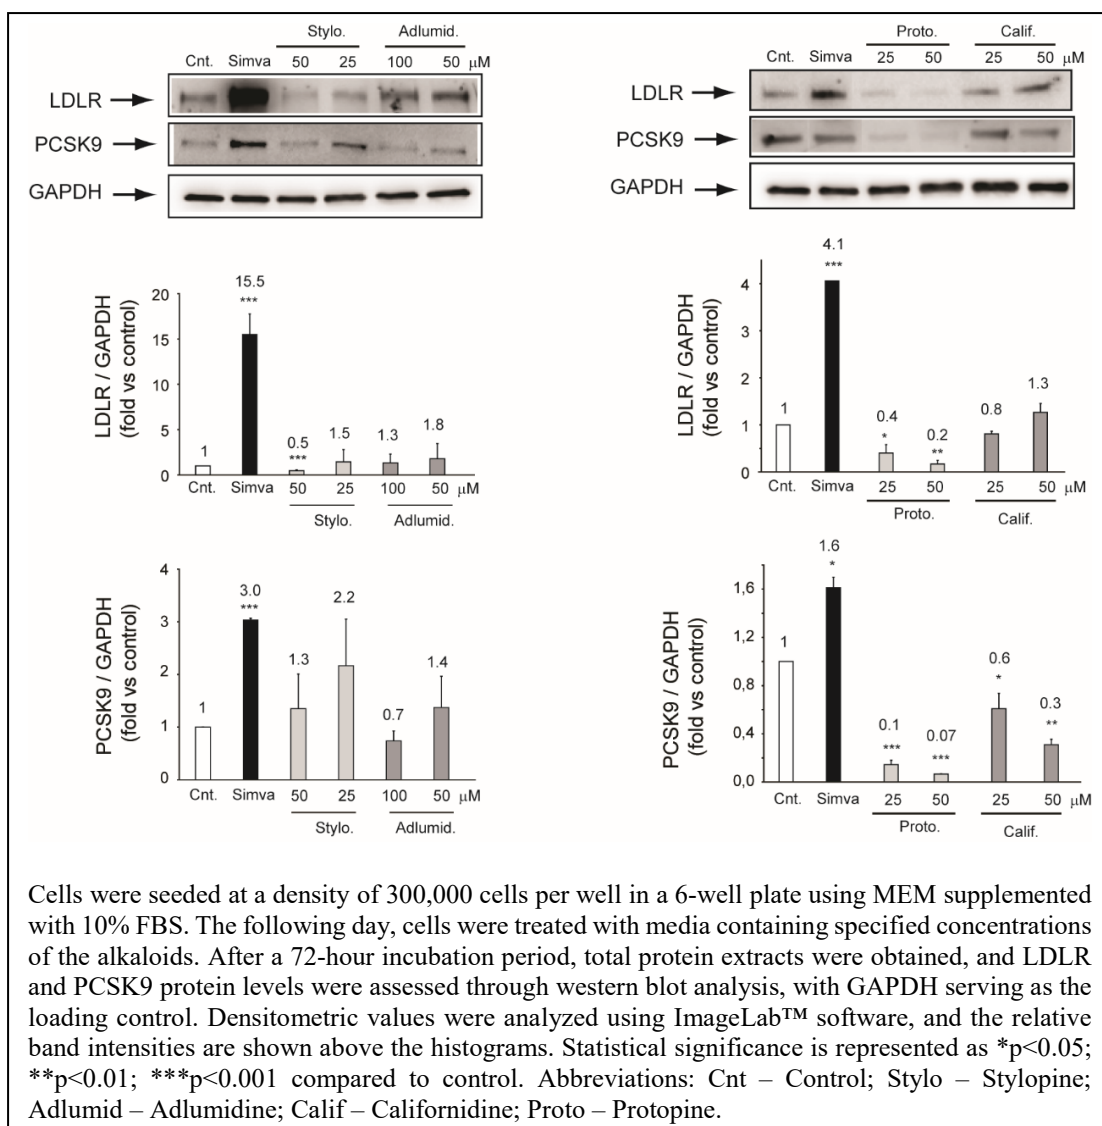 Stylo. Adlumid.
Cnt. Simva 50 25 100 50 μM
LDLR
PCSK9
GAPDH
Proto. Calif.
Cnt. Simva 25 50 25 50 μM
LDLR
PCSK9
GAPDH
LDLR / GAPDH
(fold vs control)
20
15
10
5
0
1
15.5
***
0.5
***
1.5
1.3
1.8
Cnt. Simva 50 25 100 50 μM
Stylo. Adlumid.
LDLR / GAPDH
(fold vs control)
4
3
2
1
0
1
4.1
***
0.4
*
0.2
**
0.8
1.3
Cnt. Simva 25 50 25 50 μM
Proto. Calif.
PCSK9 / GAPDH
(fold vs control)
4
3
2
1
0
1
3.0
***
1.3
2.2
0.7
1.4
Cnt. Simva 50 25 100 50 μM
Stylo. Adlumid.
PCSK9 / GAPDH
(fold vs control)
1,6
1,2
0,8
0,4
0,0
1
1.6
*
0.1
***
0.07
***
0.6
*
0.3
**
Cnt. Simva 25 50 25 50 μM
Proto. Calif.
Cells were seeded at a density of 300,000 cells per well in a 6-well plate using MEM supplemented
with 10% FBS. The following day, cells were treated with media containing specified concentrations
of the alkaloids. After a 72-hour incubation period, total protein extracts were obtained, and LDLR
and PCSK9 protein levels were assessed through western blot analysis, with GAPDH serving as the
loading control. Densitometric values were analyzed using ImageLab™ software, and the relative
band intensities are shown above the histograms. Statistical significance is represented as *p<0.05;
**p<0.01; ***p<0.001 compared to control. Abbreviations: Cnt – Control; Stylo – Stylopine;
Adlumid – Adlumidine; Calif – Californidine; Proto – Protopine.